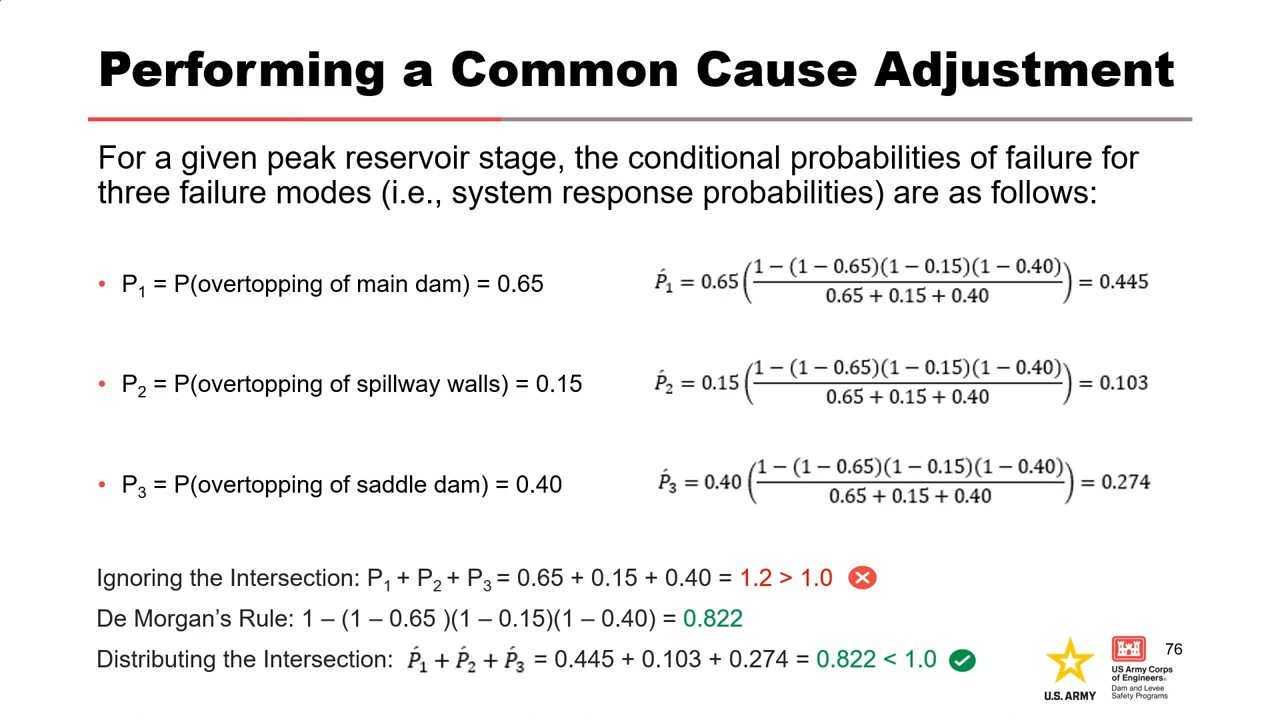 Performing a Common Cause Adjustment
For a given peak reservoir stage, the conditional probabilities of failure for
three failure modes (i.e., system response probabilities) are as follows:
• P₁ = P(overtopping of main dam) = 0.65
Ṕ₁ = 0.65 (1 − (1 − 0.65)(1 − 0.15)(1 − 0.40) / 0.65 + 0.15 + 0.40) = 0.445
• P₂ = P(overtopping of spillway walls) = 0.15
Ṕ₂ = 0.15 (1 − (1 − 0.65)(1 − 0.15)(1 − 0.40) / 0.65 + 0.15 + 0.40) = 0.103
• P₃ = P(overtopping of saddle dam) = 0.40
Ṕ₃ = 0.40 (1 − (1 − 0.65)(1 − 0.15)(1 − 0.40) / 0.65 + 0.15 + 0.40) = 0.274
Ignoring the Intersection: P₁ + P₂ + P₃ = 0.65 + 0.15 + 0.40 = 1.2 > 1.0
De Morgan’s Rule: 1 – (1 – 0.65 )(1 – 0.15)(1 – 0.40) = 0.822
Distributing the Intersection: Ṕ₁ + Ṕ₂ + Ṕ₃ = 0.445 + 0.103 + 0.274 = 0.822 < 1.0
U.S. ARMY
US Army Corps
of Engineers®
Dam and Levee
Safety Programs
76